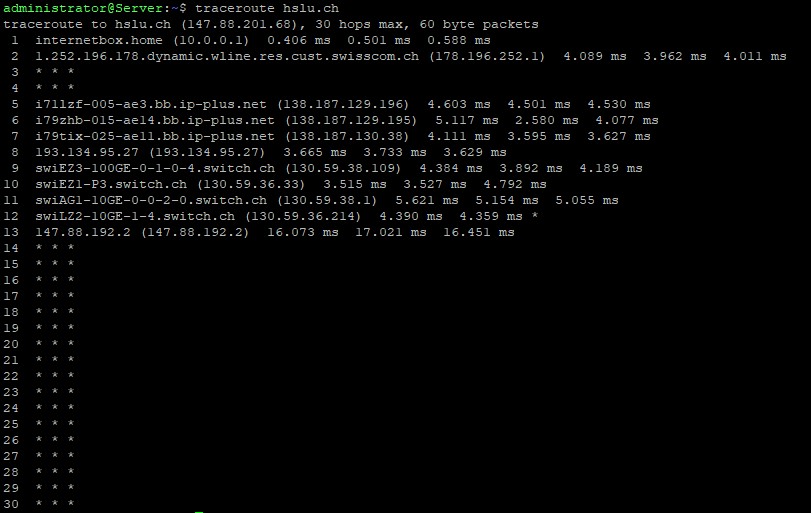 administrator@Server:~$ traceroute hslu.ch
traceroute to hslu.ch (147.88.201.68), 30 hops max, 60 byte packets
 1  internetbox.home (10.0.0.1)  0.406 ms  0.501 ms  0.588 ms
 2  1.252.196.178.dynamic.wline.res.cust.swisscom.ch (178.196.252.1)  4.089 ms  3.962 ms  4.011 ms
 3  * * *
 4  * * *
 5  i71lzf-005-ae3.bb.ip-plus.net (138.187.129.196)  4.603 ms  4.501 ms  4.530 ms
 6  i79zhb-015-ae14.bb.ip-plus.net (138.187.129.195)  5.117 ms  2.580 ms  4.077 ms
 7  i79tix-025-ae11.bb.ip-plus.net (138.187.130.38)  4.111 ms  3.595 ms  3.627 ms
 8  193.134.95.27 (193.134.95.27)  3.665 ms  3.733 ms  3.629 ms
 9  swiEZ3-100GE-0-1-0-4.switch.ch (130.59.38.109)  4.384 ms  3.892 ms  4.189 ms
10  swiEZ1-P3.switch.ch (130.59.36.33)  3.515 ms  3.527 ms  4.792 ms
11  swiAG1-10GE-0-0-2-0.switch.ch (130.59.38.1)  5.621 ms  5.154 ms  5.055 ms
12  swiLZ2-10GE-1-4.switch.ch (130.59.36.214)  4.390 ms  4.359 ms *
13  147.88.192.2 (147.88.192.2)  16.073 ms  17.021 ms  16.451 ms
14  * * *
15  * * *
16  * * *
17  * * *
18  * * *
19  * * *
20  * * *
21  * * *
22  * * *
23  * * *
24  * * *
25  * * *
26  * * *
27  * * *
28  * * *
29  * * *
30  * * *